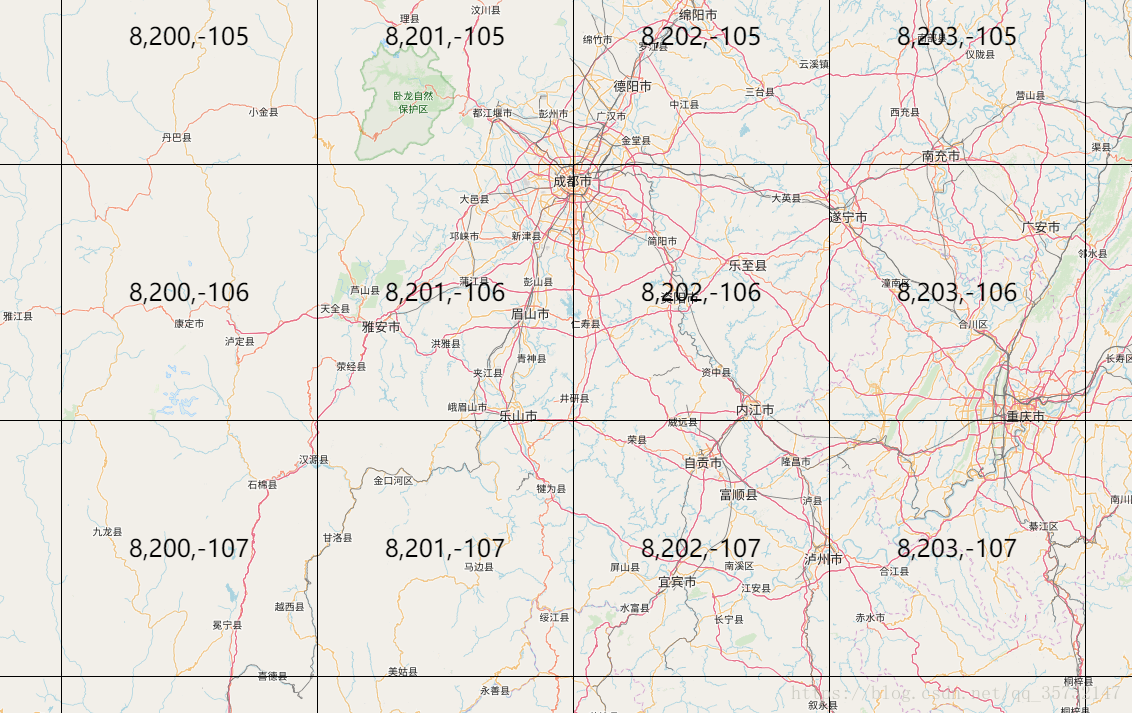 汶川县
理县
绵阳市
8,200,-105
8,201,-105
绵竹市
罗江县
8,202,-105
8,203,-105
仪陇县
云溪镇
德阳市
卧龙自然
保护区
三台县
营山县
小金县
都江堰市
彭州市
广汉市
中江县
西充县
丹巴县
金堂县
渠县
南充市
成都市
大邑县
大英县
遂宁市
广安市
邛崃市
新津县
简阳市
邻水县
乐至县
蒲江县
彭山县
潼南区
芦山县
8,200,-106
8,201,-106
8,202,-106
资阳市
8,203,-106
天全县
雅江县
康定市
雅安市
眉山市
仁寿县
合川区
泸定县
洪雅县
青神县
长寿区
荥经县
夹江县
资中县
井研县
峨眉山市
乐山市
内江市
重庆市
威远县
荣县
汉源县
自贡市
隆昌市
石棉县
金口河区
犍为县
富顺县
泸县
南川区
九龙县
甘洛县
綦江区
8,200,-107
8,201,-107
8,202,-107
8,203,-107
泸州市
马边县
屏山县
南溪区
合江县
宜宾市
江安县
越西县
水富县
绥江县
长宁县
赤水市
冕宁县
喜德县
美姑县
桐梓县
永善县
叙永县
https://blog.csdn.net/qq_35732147